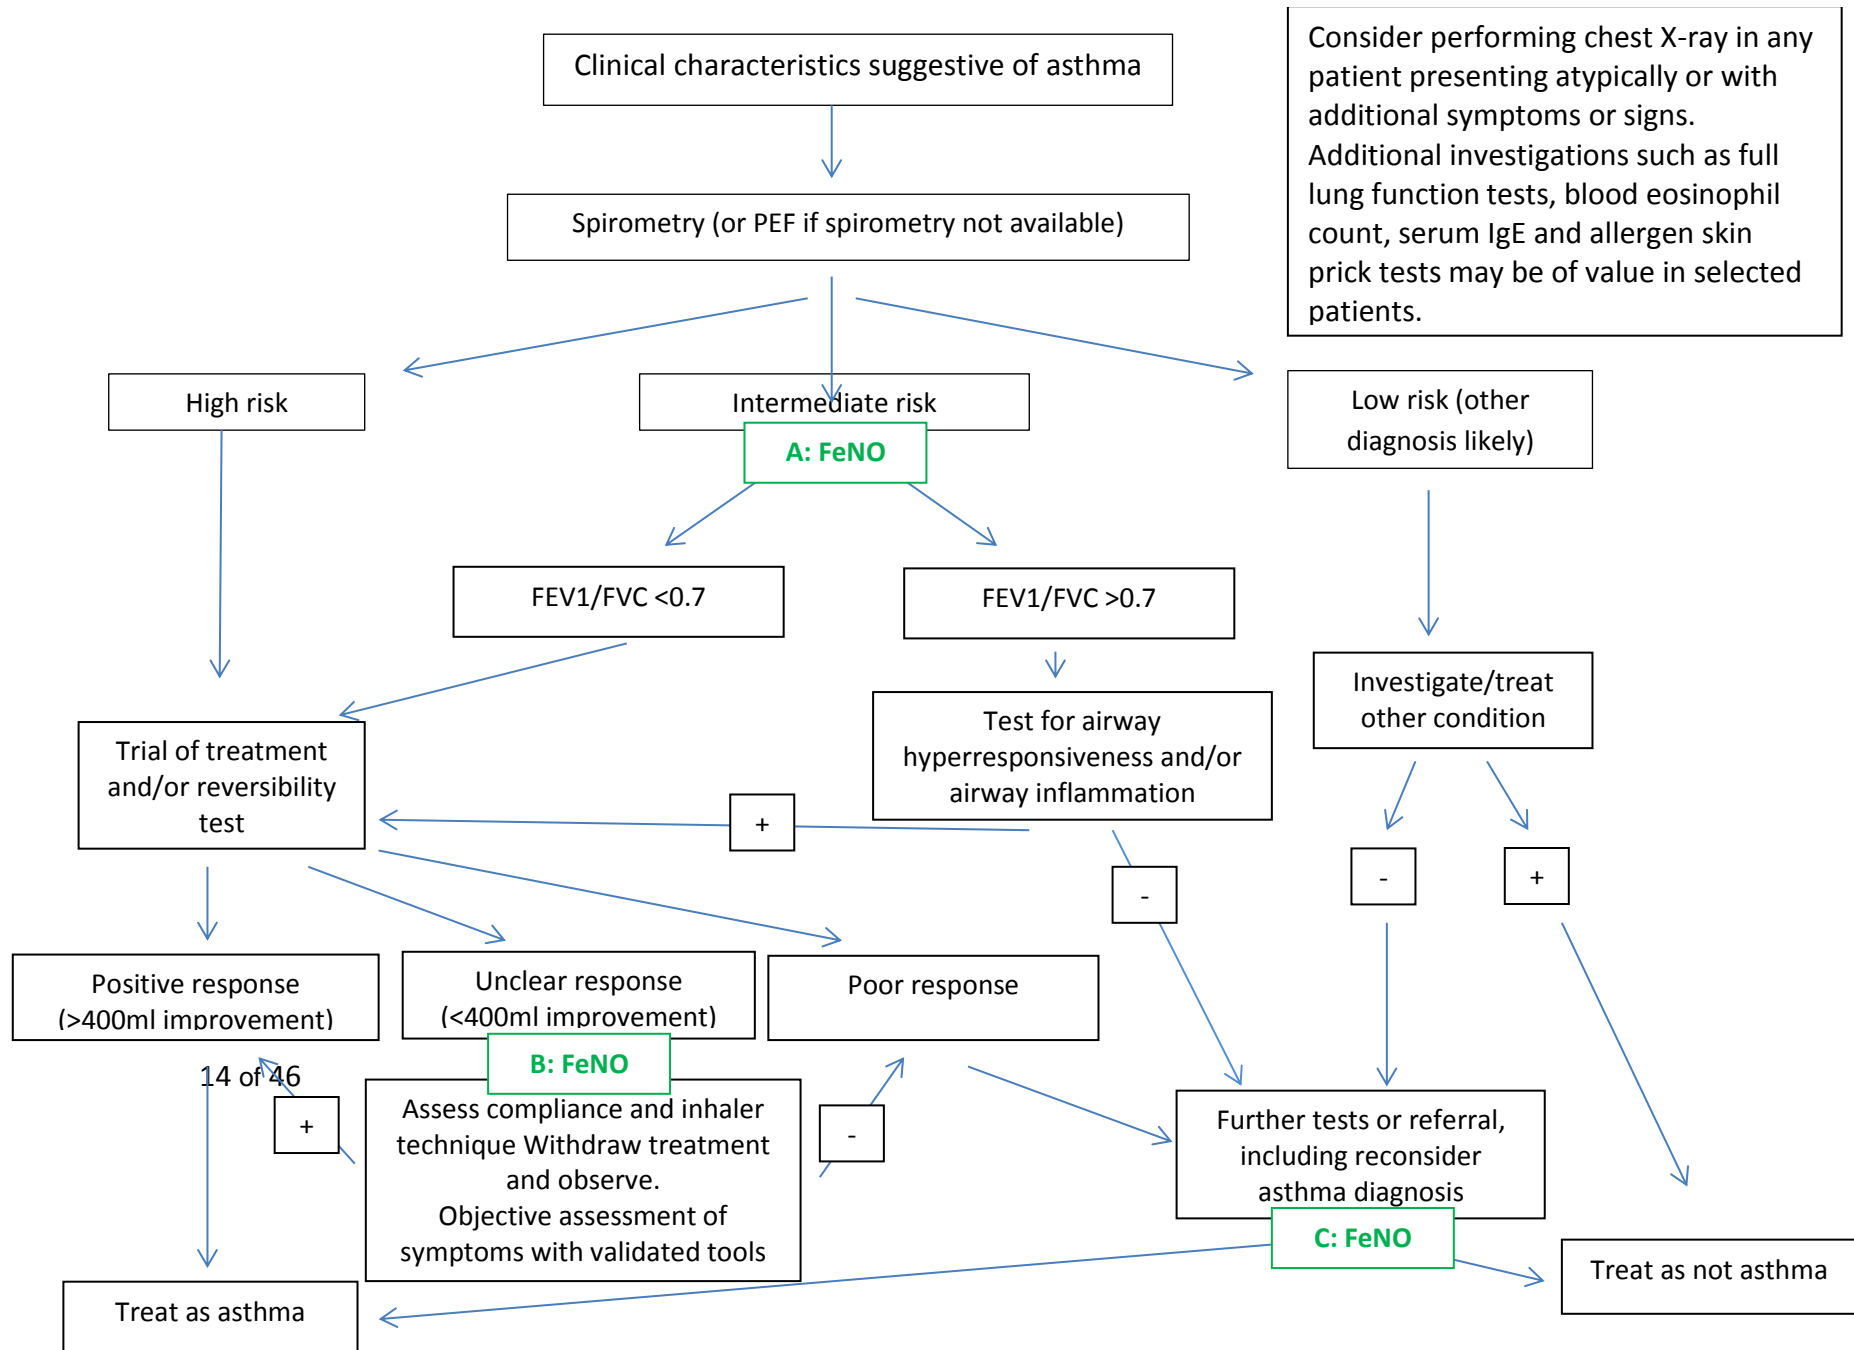 Clinical characteristics suggestive of asthma
Consider performing chest X-ray in any
patient presenting atypically or with
additional symptoms or signs.
Additional investigations such as full
lung function tests, blood eosinophil
count, serum IgE and allergen skin
prick tests may be of value in selected
patients.
Spirometry (or PEF if spirometry not available)
High risk
Intermediate risk
Low risk (other
diagnosis likely)
A: FeNO
FEV1/FVC <0.7
FEV1/FVC >0.7
Investigate/treat
other condition
Trial of treatment
and/or reversibility
test
Test for airway
hyperresponsiveness and/or
airway inflammation
+
-
-
+
Positive response
(>400ml improvement)
Unclear response
(<400ml improvement)
Poor response
B: FeNO
14 of 46
+
Assess compliance and inhaler
technique Withdraw treatment
and observe.
Objective assessment of
symptoms with validated tools
-
Further tests or referral,
including reconsider
asthma diagnosis
C: FeNO
Treat as asthma
Treat as not asthma